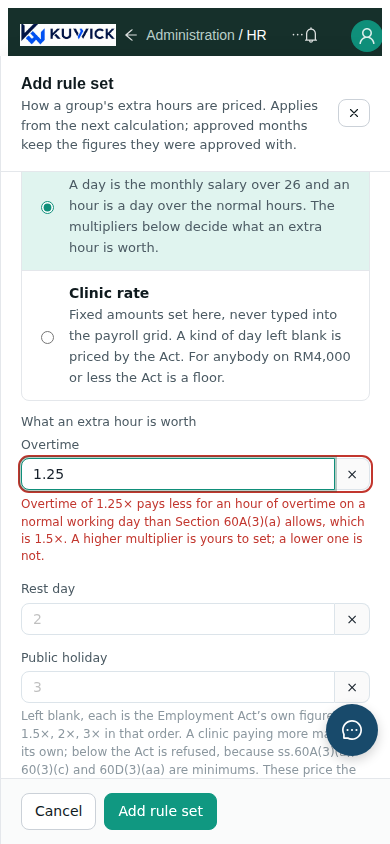 KUWICK
Administration / HR
Add rule set
How a group's extra hours are priced. Applies
from the next calculation; approved months
keep the figures they were approved with.
A day is the monthly salary over 26 and an
hour is a day over the normal hours. The
multipliers below decide what an extra
hour is worth.
Clinic rate
Fixed amounts set here, never typed into
the payroll grid. A kind of day left blank is
priced by the Act. For anybody on RM4,000
or less the Act is a floor.
What an extra hour is worth
Overtime
1.25 ×
Overtime of 1.25× pays less for an hour of overtime on a
normal working day than Section 60A(3)(a) allows, which
is 1.5×. A higher multiplier is yours to set; a lower one is
not.
Rest day
2 ×
Public holiday
3 ×
Left blank, each is the Employment Act's own
1.5×, 2×, 3× in that order. A clinic paying more
its own; below the Act is refused, because
60(3)(c) and 60D(3)(aa) are minimums. These price the
Cancel
Add rule set